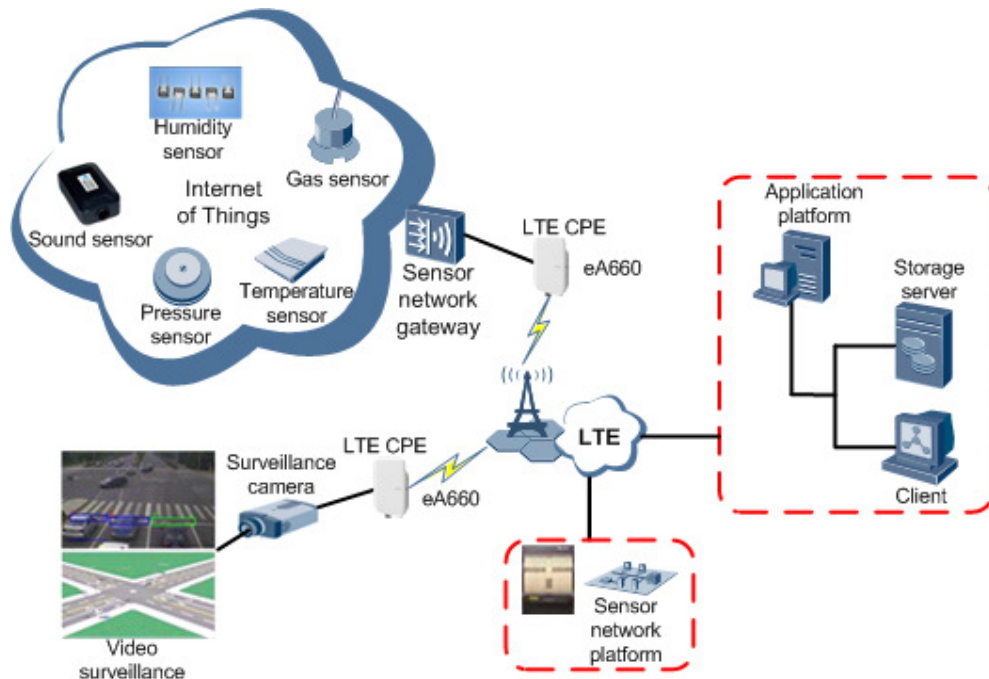 Humidity
sensor
Gas sensor
Internet
of Things
Sound sensor
Temperature
sensor
Pressure
sensor
Sensor
network
gateway
LTE CPE
eA660
Application
platform
Storage
server
Client
LTE
LTE CPE
eA660
Surveillance
camera
Video
surveillance
Sensor
network
platform